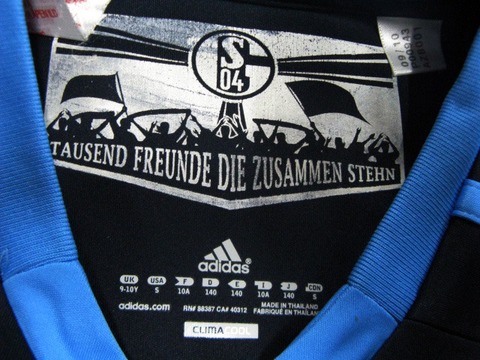 S
04
TAUSEND FREUNDE DIE ZUSAMMEN STEHN
09/10
adidas
UK USA F D E I CDN
9-10Y S 10A 140 140 10A 140 S
adidas.com RN# 88387 CA# 40312 MADE IN THAILAND
FABRIQUÉ EN THAÏLANDE
CLIMACOOL